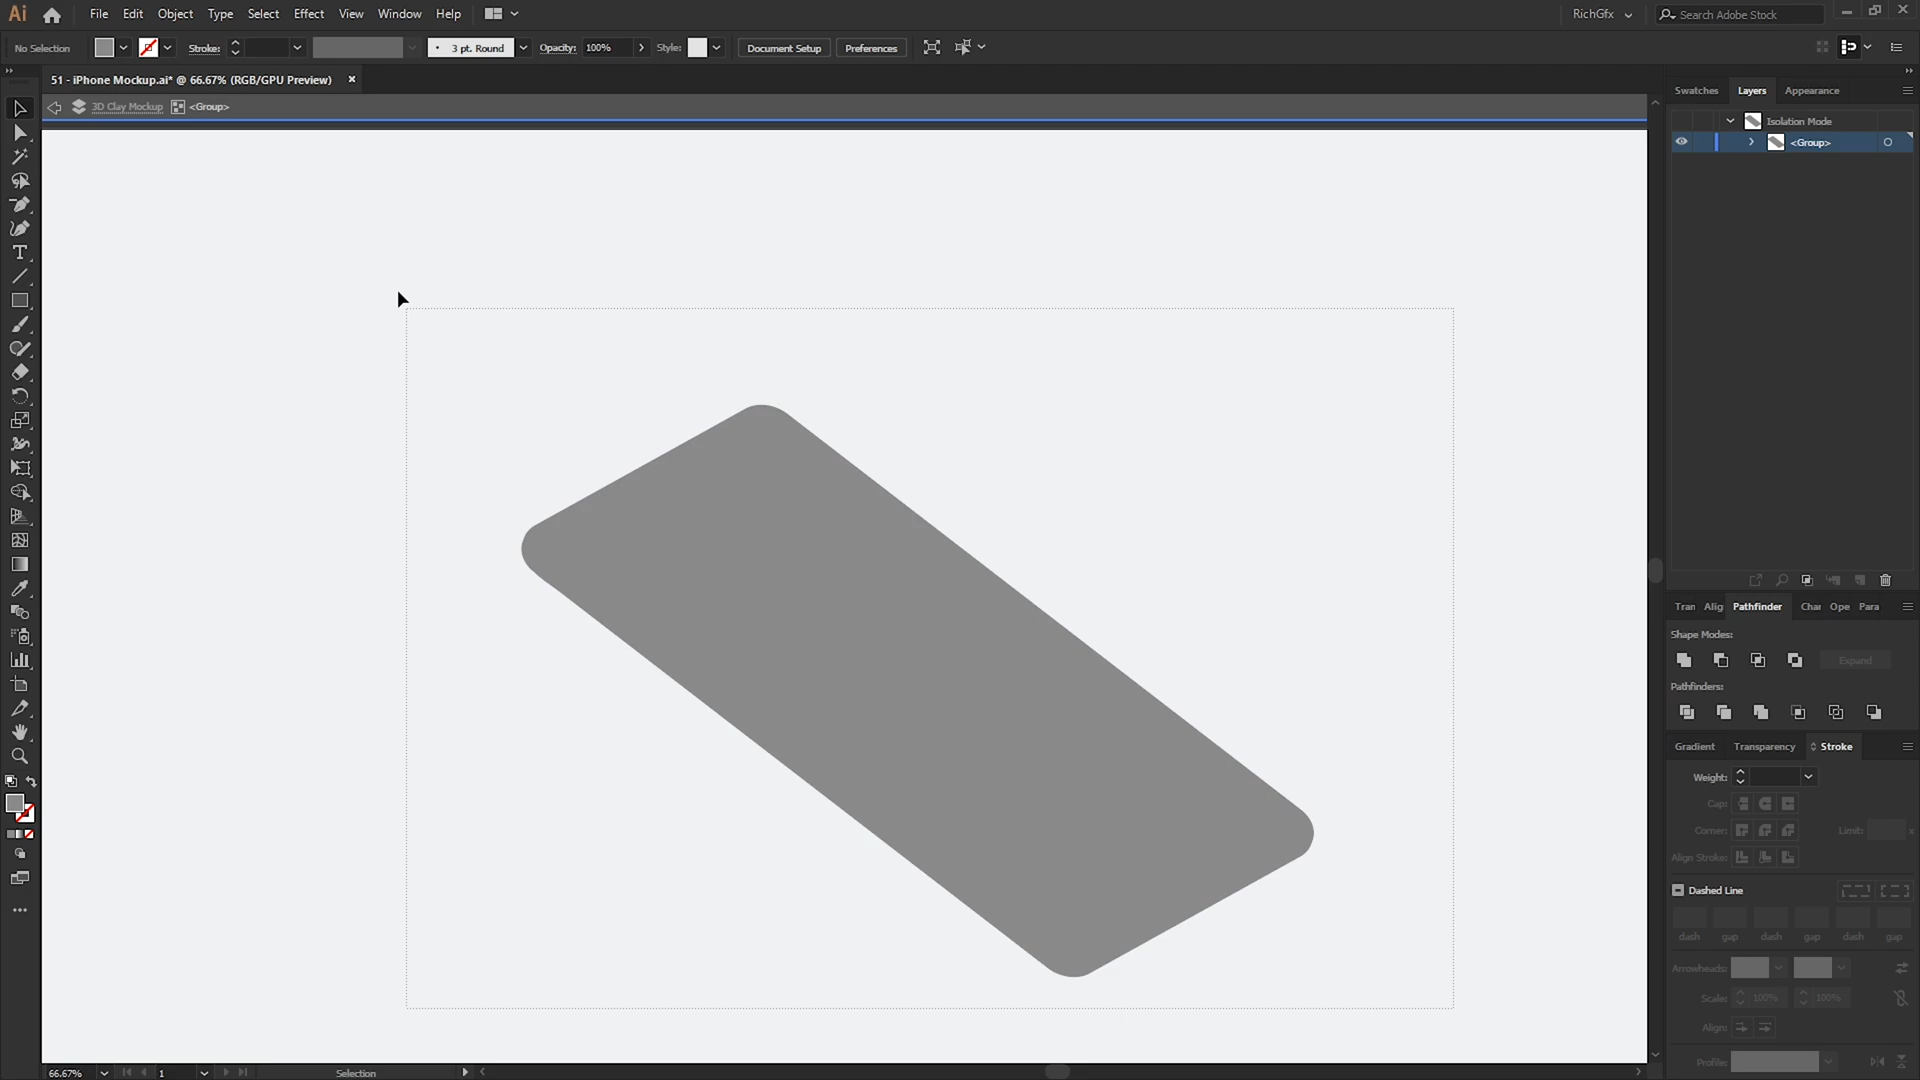 Ai File Edit Object Type Select Effect View Window Help RichGfx Search Adobe Stock
No Selection Stroke: 3 pt. Round Opacity: 100% Style: Document Setup Preferences
51 - iPhone Mockup.ai* @ 66.67% (RGB/GPU Preview)
3D Clay Mockup <Group>
Swatches Layers Appearance
Isolation Mode
<Group>
Tran Alig Pathfinder Char Ope Para
Shape Modes:
Expand
Pathfinders:
Gradient Transparency Stroke
Weight:
Cap:
Corner: Limit: x
Align Stroke:
Dashed Line
dash gap dash gap dash gap
Arrowheads:
Scale: 100% 100%
Align:
Profile:
66.67% 1 Selection